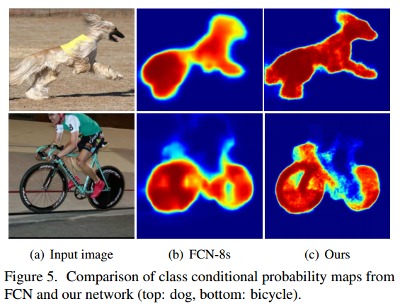 (a) Input image
(b) FCN-8s
(c) Ours
Figure 5. Comparison of class conditional probability maps from
FCN and our network (top: dog, bottom: bicycle).